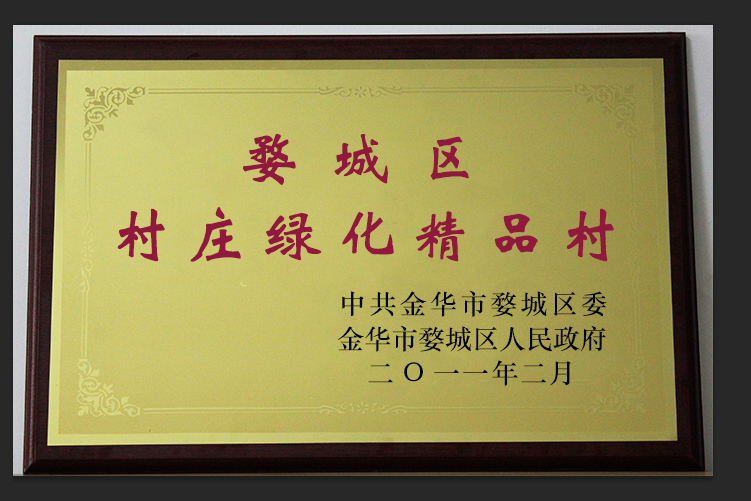 婺城区
村庄绿化精品村
中共金华市婺城区委
金华市婺城区人民政府
二〇一一年二月